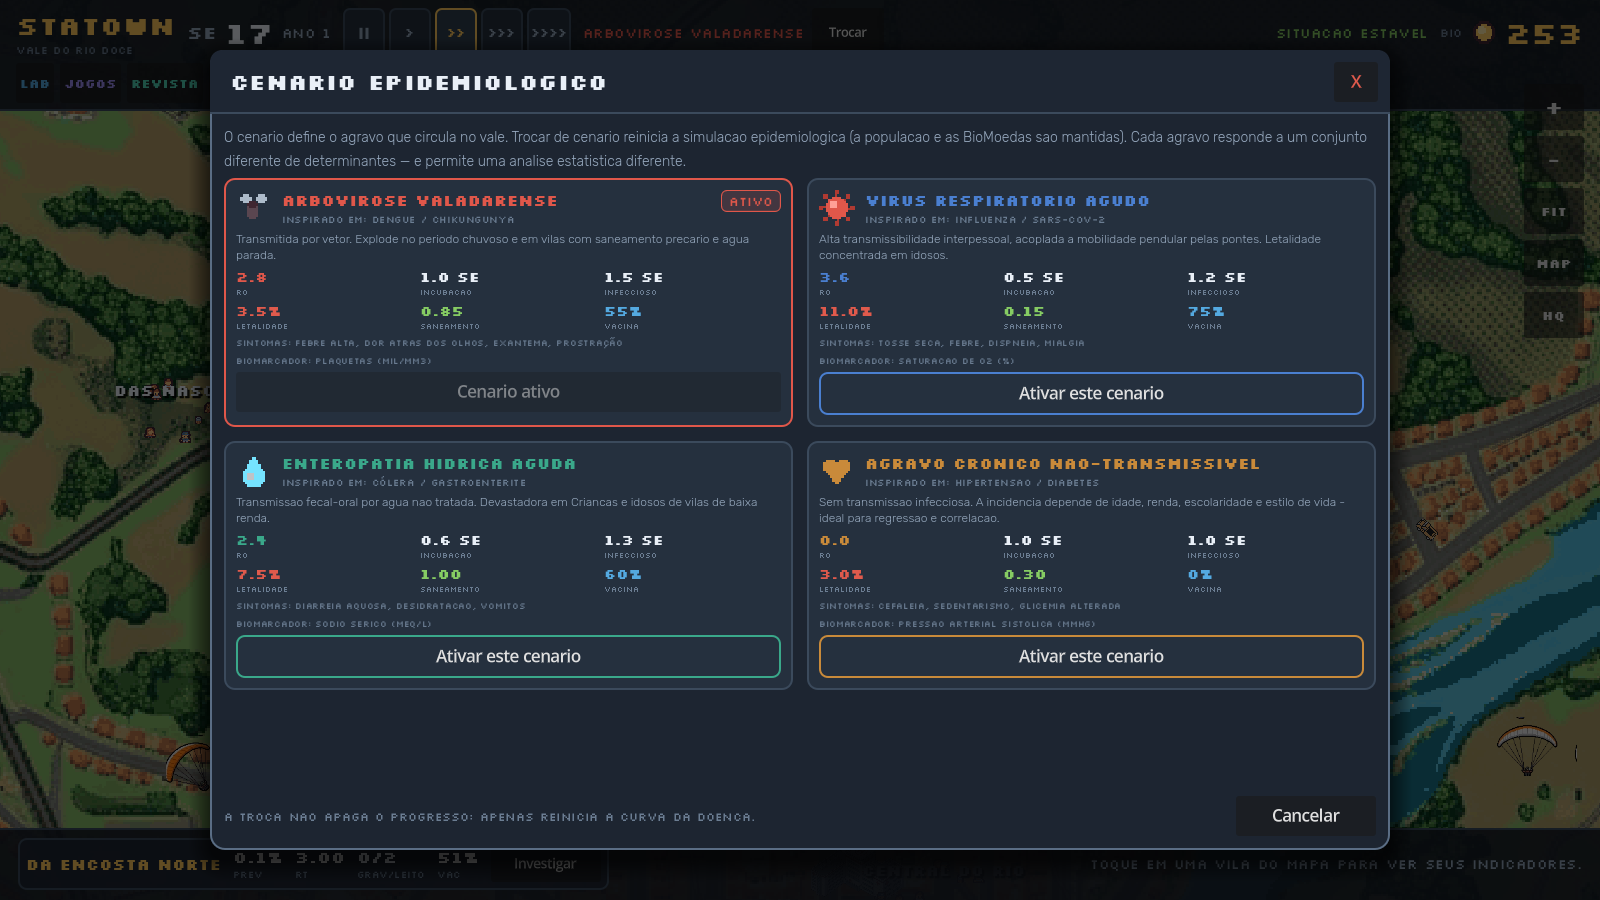 STATOWN
VALE DO RIO DOCE
SE 17 ANO 1
II > >> >>> >>>>
ARBOVIROSE VALADARENSE Trocar
SITUACAO ESTAVEL BIO 253
LAB JOGOS REVISTA
CENARIO EPIDEMIOLOGICO
X
O cenario define o agravo que circula no vale. Trocar de cenario reinicia a simulacao epidemiologica (a populacao e as BioMoedas sao mantidas). Cada agravo responde a um conjunto
diferente de determinantes — e permite uma analise estatistica diferente.
ARBOVIROSE VALADARENSE
ATIVO
INSPIRADO EM: DENGUE / CHIKUNGUNYA
Transmitida por vetor. Explode no periodo chuvoso e em vilas com saneamento precario e agua
parada.
2.8 1.0 SE 1.5 SE
R0 INCUBACAO INFECCIOSO
3.5% 0.85 55%
LETALIDADE SANEAMENTO VACINA
SINTOMAS: FEBRE ALTA, DOR ATRAS DOS OLHOS, EXANTEMA, PROSTRAÇÃO
BIOMARCADOR: PLAQUETAS (MIL/MM3)
Cenario ativo
VIRUS RESPIRATORIO AGUDO
INSPIRADO EM: INFLUENZA / SARS-COV-2
Alta transmissibilidade interpessoal, acoplada a mobilidade pendular pelas pontes. Letalidade
concentrada em idosos.
3.6 0.5 SE 1.2 SE
R0 INCUBACAO INFECCIOSO
11.0% 0.15 75%
LETALIDADE SANEAMENTO VACINA
SINTOMAS: TOSSE SECA, FEBRE, DISPNEIA, MIALGIA
BIOMARCADOR: SATURACAO DE O2 (%)
Ativar este cenario
ENTEROPATIA HIDRICA AGUDA
INSPIRADO EM: CÓLERA / GASTROENTERITE
Transmissao fecal-oral por agua nao tratada. Devastadora em Criancas e idosos de vilas de baixa
renda.
2.4 0.6 SE 1.3 SE
R0 INCUBACAO INFECCIOSO
7.5% 1.00 60%
LETALIDADE SANEAMENTO VACINA
SINTOMAS: DIARREIA AQUOSA, DESIDRATACAO, VOMITOS
BIOMARCADOR: SODIO SERICO (MEQ/L)
Ativar este cenario
AGRAVO CRONICO NAO-TRANSMISSIVEL
INSPIRADO EM: HIPERTENSAO / DIABETES
Sem transmissao infecciosa. A incidencia depende de idade, renda, escolaridade e estilo de vida -
ideal para regressao e correlacao.
0.0 1.0 SE 1.0 SE
R0 INCUBACAO INFECCIOSO
3.0% 0.30 0%
LETALIDADE SANEAMENTO VACINA
SINTOMAS: CEFALEIA, SEDENTARISMO, GLICEMIA ALTERADA
BIOMARCADOR: PRESSAO ARTERIAL SISTOLICA (MMHG)
Ativar este cenario
A TROCA NAO APAGA O PROGRESSO: APENAS REINICIA A CURVA DA DOENCA.
Cancelar
+
-
FIT
MAP
HQ
DAS NASC
DA ENCOSTA NORTE
0.1% 3.00 0/2 51%
PREV RT GRAV/LEITO VAC
Investigar
CENTRAL DO RIO
TOQUE EM UMA VILA DO MAPA PARA VER SEUS INDICADORES.